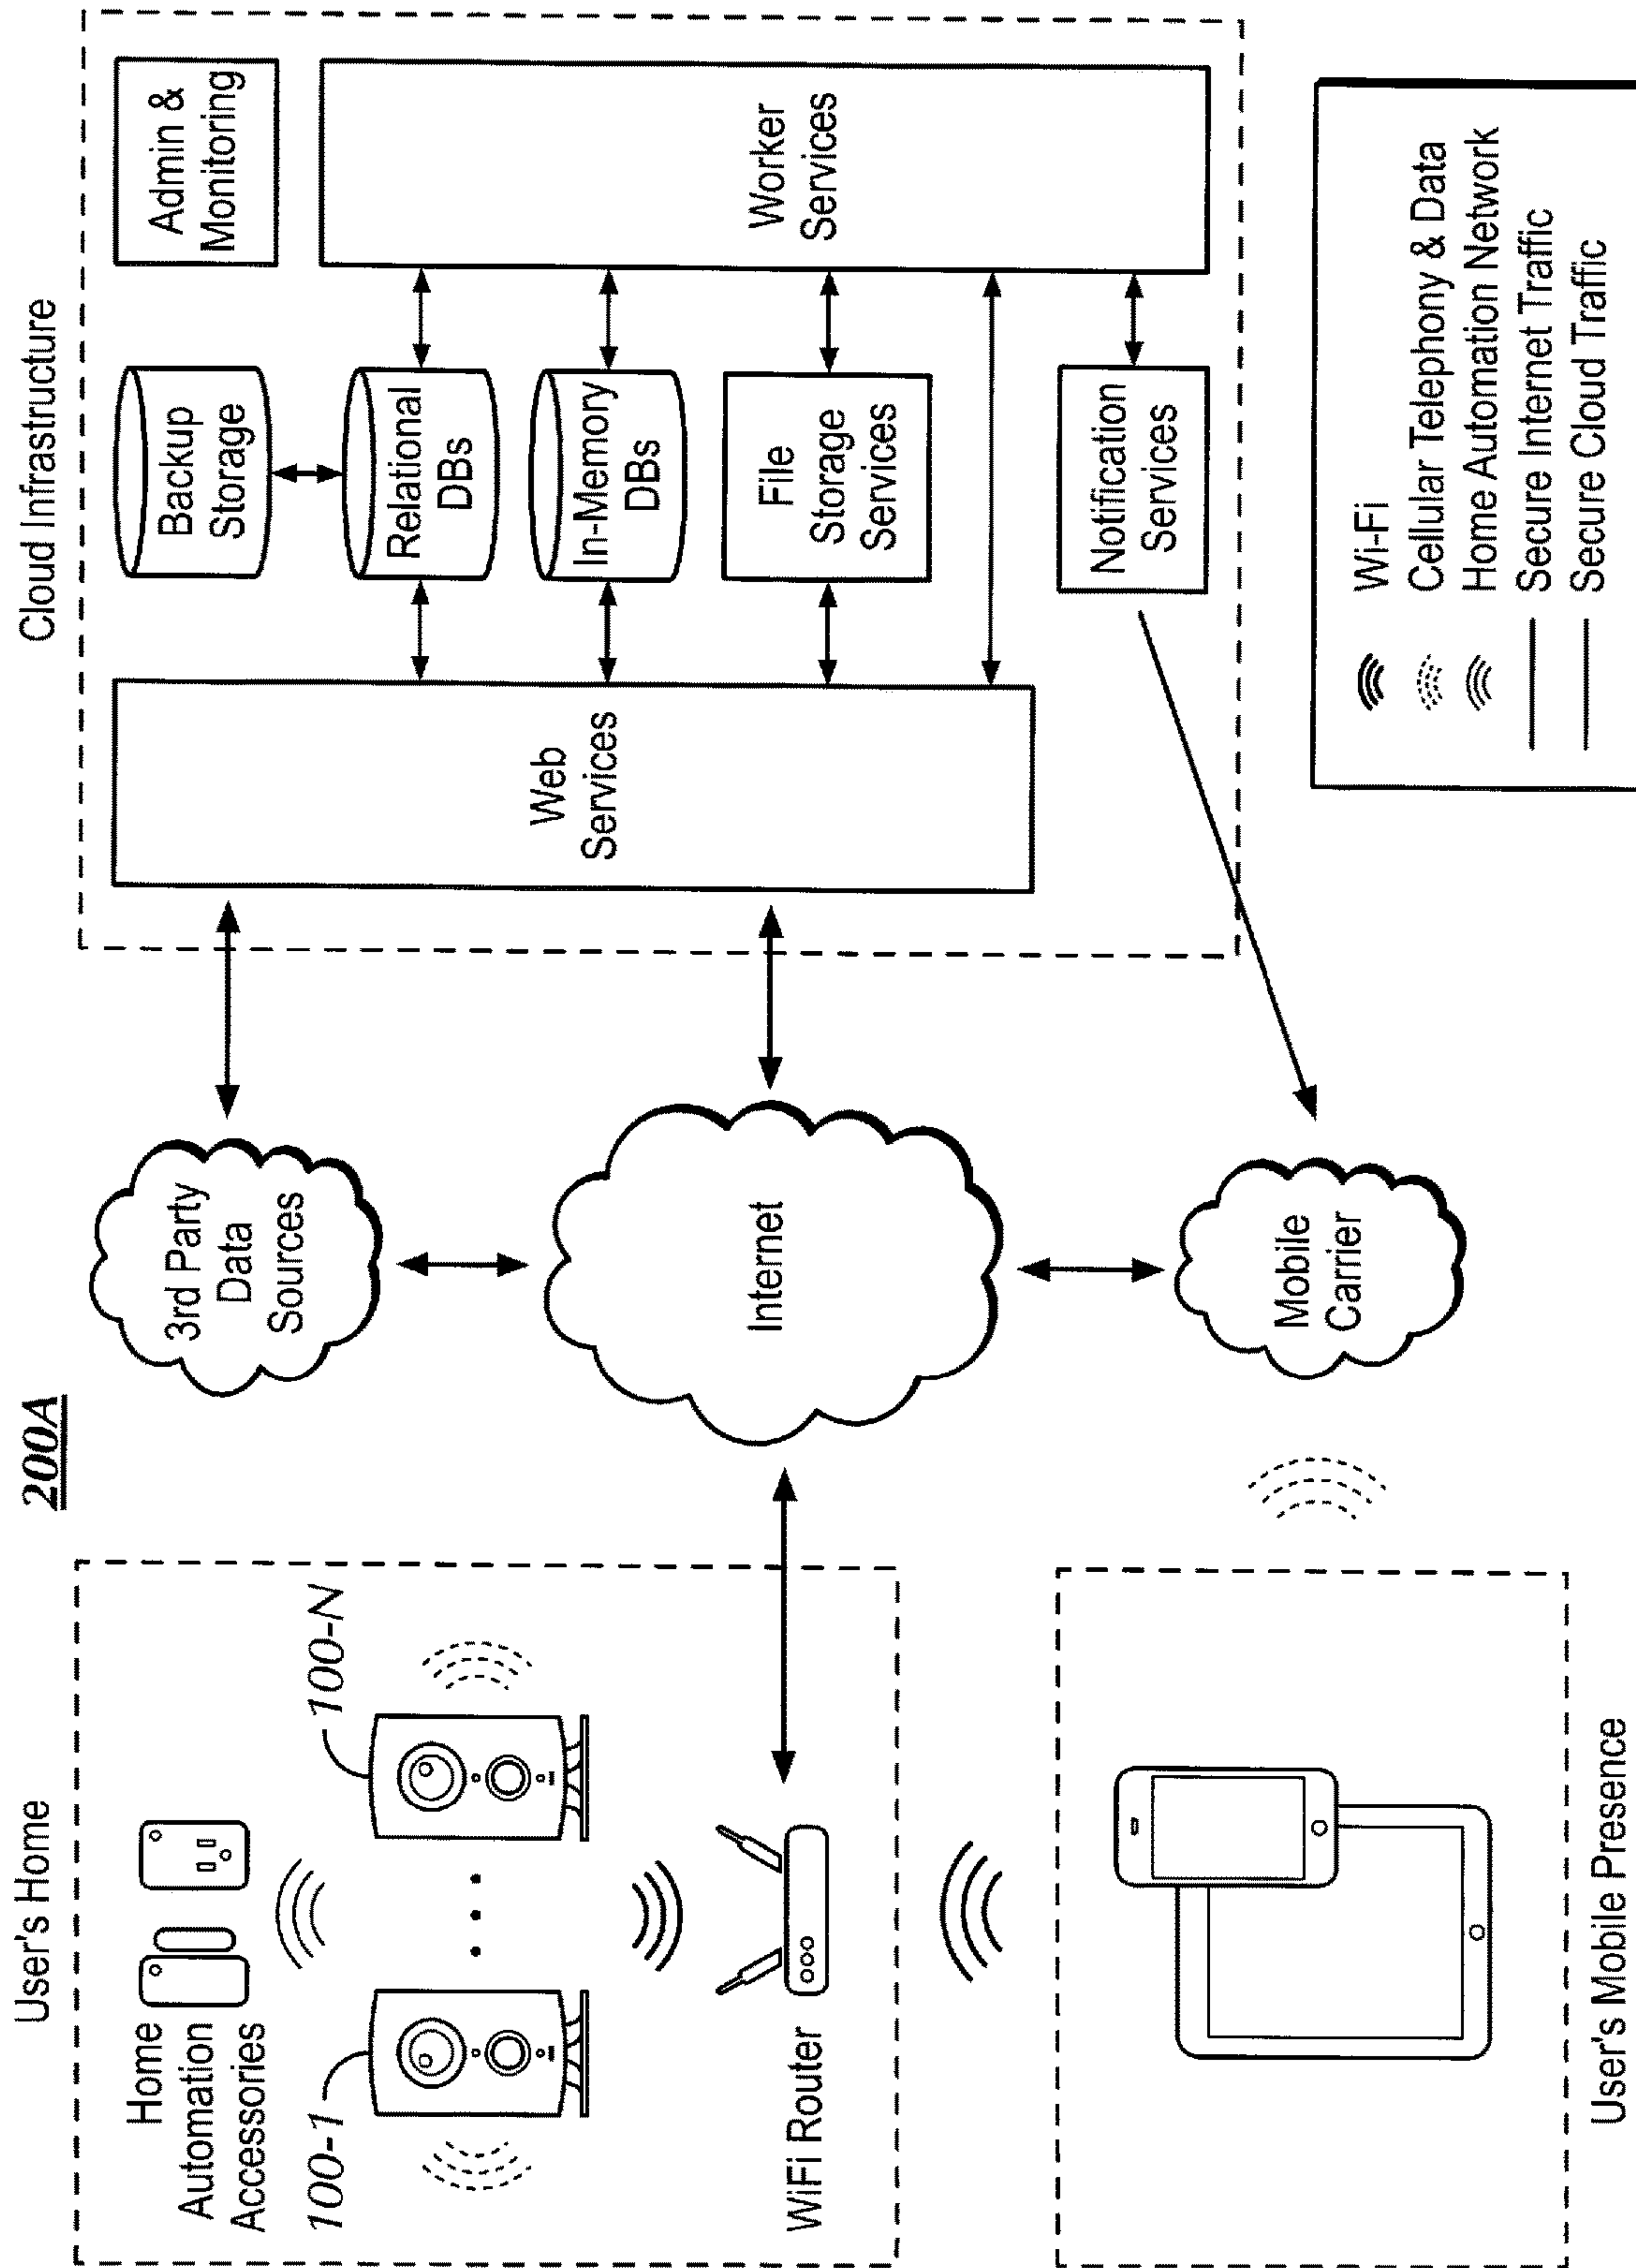 200A
User's Home
Home
Automation
Accessories
100-1
100-N
WiFi Router
User's Mobile Presence
3rd Party
Data
Sources
Internet
Mobile
Carrier
Cloud Infrastructure
Web
Services
Backup
Storage
Relational
DBs
In-Memory
DBs
File
Storage
Services
Notification
Services
Admin &
Monitoring
Worker
Services
Wi-Fi
Cellular Telephony & Data
Home Automation Network
Secure Internet Traffic
Secure Cloud Traffic